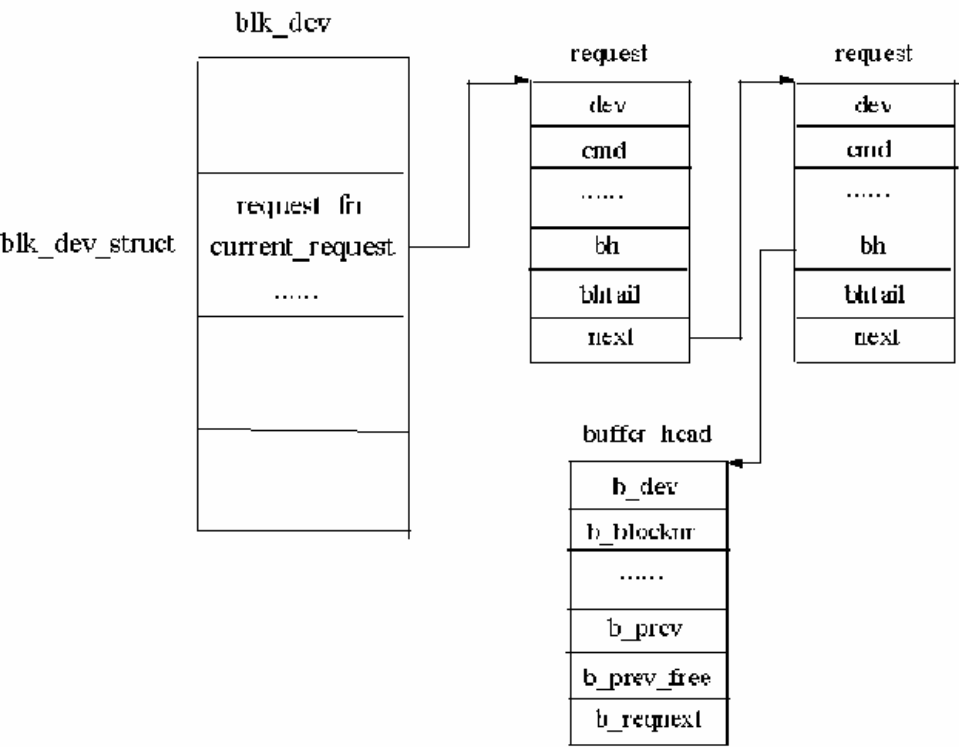 blk_dev
blk_dev_struct
request_fn
current_request
......
request
dev
cmd
......
bh
bhtail
next
request
dev
cmd
......
bh
bhtail
next
buffer_head
b_dev
b_blocknr
......
b_prev
b_prev_free
b_reqnext